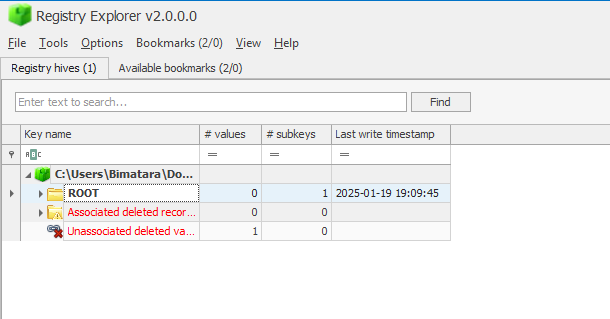 Registry Explorer v2.0.0.0
File Tools Options Bookmarks (2/0) View Help
Registry hives (1) Available bookmarks (2/0)
Enter text to search... Find
Key name # values # subkeys Last write timestamp
ABC = = =
C:\Users\Bimatara\Do...
ROOT 0 1 2025-01-19 19:09:45
Associated deleted recor... 0 0
Unassociated deleted va... 1 0